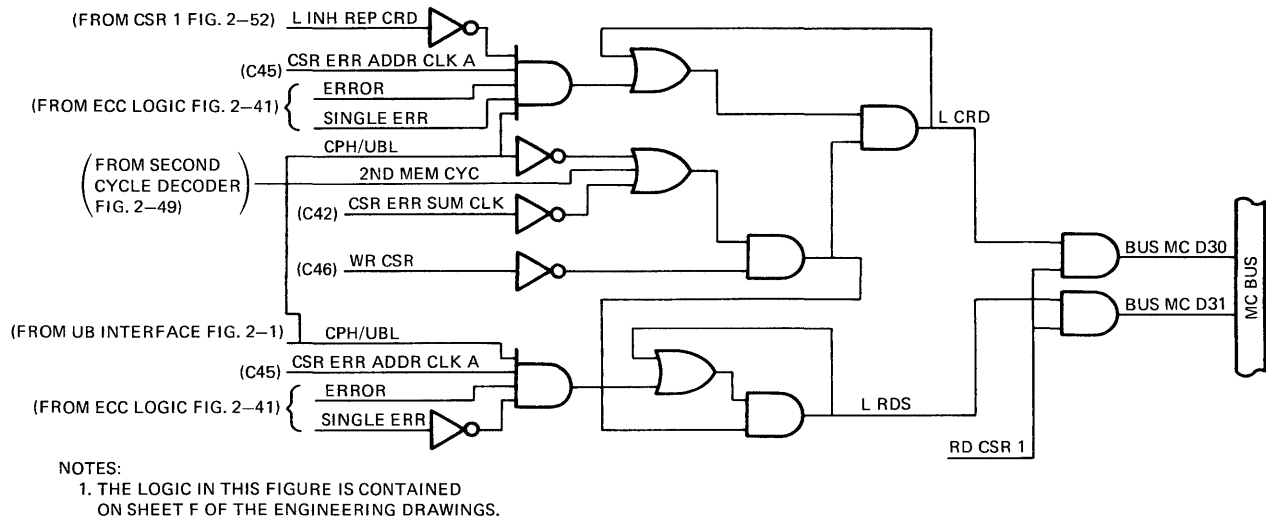 (FROM CSR 1 FIG. 2–52) L INH REP CRD
(C45) CSR ERR ADDR CLK A
(FROM ECC LOGIC FIG. 2–41)
ERROR
SINGLE ERR
L CRD
CPH/UBL
(FROM SECOND
CYCLE DECODER
FIG. 2–49)
2ND MEM CYC
(C42) CSR ERR SUM CLK
BUS MC D30
(C46) WR CSR
MC BUS
BUS MC D31
(FROM UB INTERFACE FIG. 2–1) CPH/UBL
(C45) CSR ERR ADDR CLK A
(FROM ECC LOGIC FIG. 2–41)
ERROR
SINGLE ERR
L RDS
RD CSR 1
NOTES:
1. THE LOGIC IN THIS FIGURE IS CONTAINED
ON SHEET F OF THE ENGINEERING DRAWINGS.